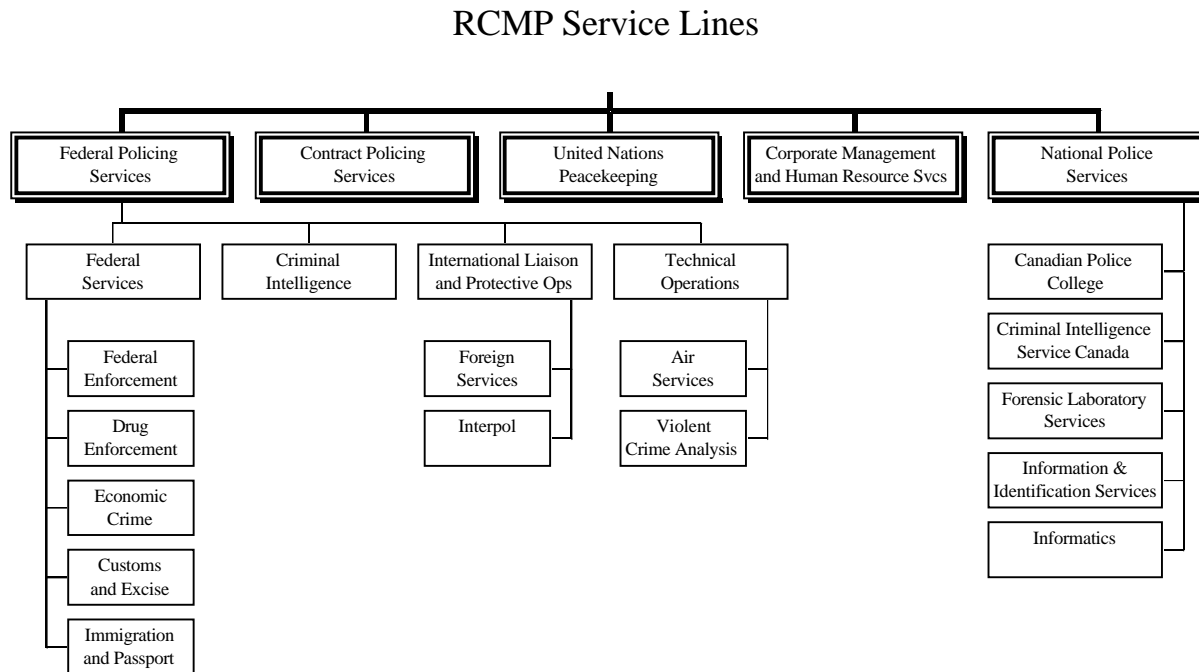 RCMP Service Lines
Federal Policing
Services
Contract Policing
Services
United Nations
Peacekeeping
Corporate Management
and Human Resource Svcs
National Police
Services
Federal
Services
Criminal
Intelligence
International Liaison
and Protective Ops
Technical
Operations
Federal
Enforcement
Drug
Enforcement
Economic
Crime
Customs
and Excise
Immigration
and Passport
Foreign
Services
Interpol
Air
Services
Violent
Crime Analysis
Canadian Police
College
Criminal Intelligence
Service Canada
Forensic Laboratory
Services
Information &
Identification Services
Informatics